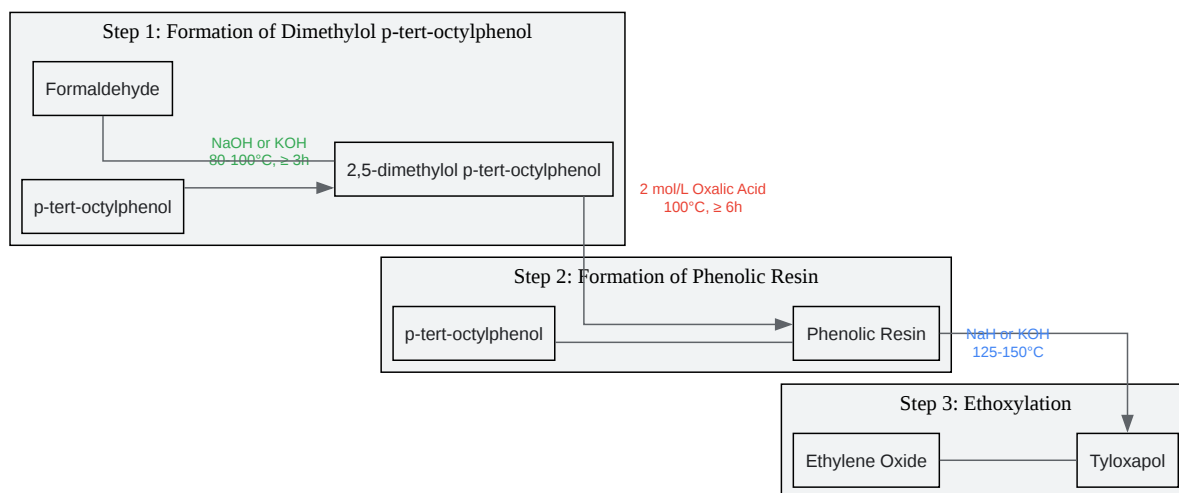 Step 1: Formation of Dimethylol p-tert-octylphenol
Formaldehyde
NaOH or KOH
80-100°C, ≥ 3h
2,5-dimethylol p-tert-octylphenol
p-tert-octylphenol
2 mol/L Oxalic Acid
100°C, ≥ 6h
Step 2: Formation of Phenolic Resin
p-tert-octylphenol
Phenolic Resin
NaH or KOH
125-150°C
Step 3: Ethoxylation
Ethylene Oxide
Tyloxapol